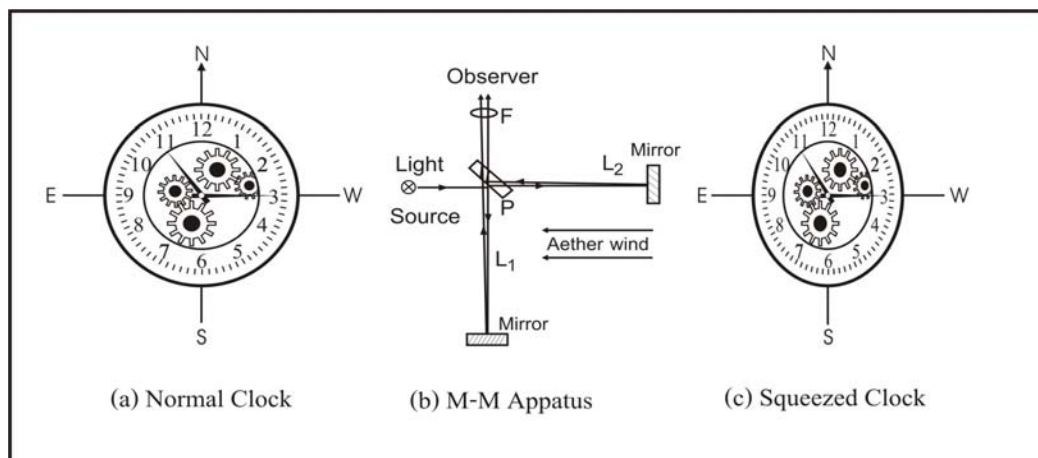 N
E
W
S
12
1
2
3
4
5
6
7
8
9
10
11
(a) Normal Clock
Observer
F
Light
Source
P
L2
Mirror
Aether wind
L1
Mirror
(b) M-M Appatus
N
E
W
S
12
1
2
3
4
5
6
7
8
9
10
11
(c) Squeezed Clock